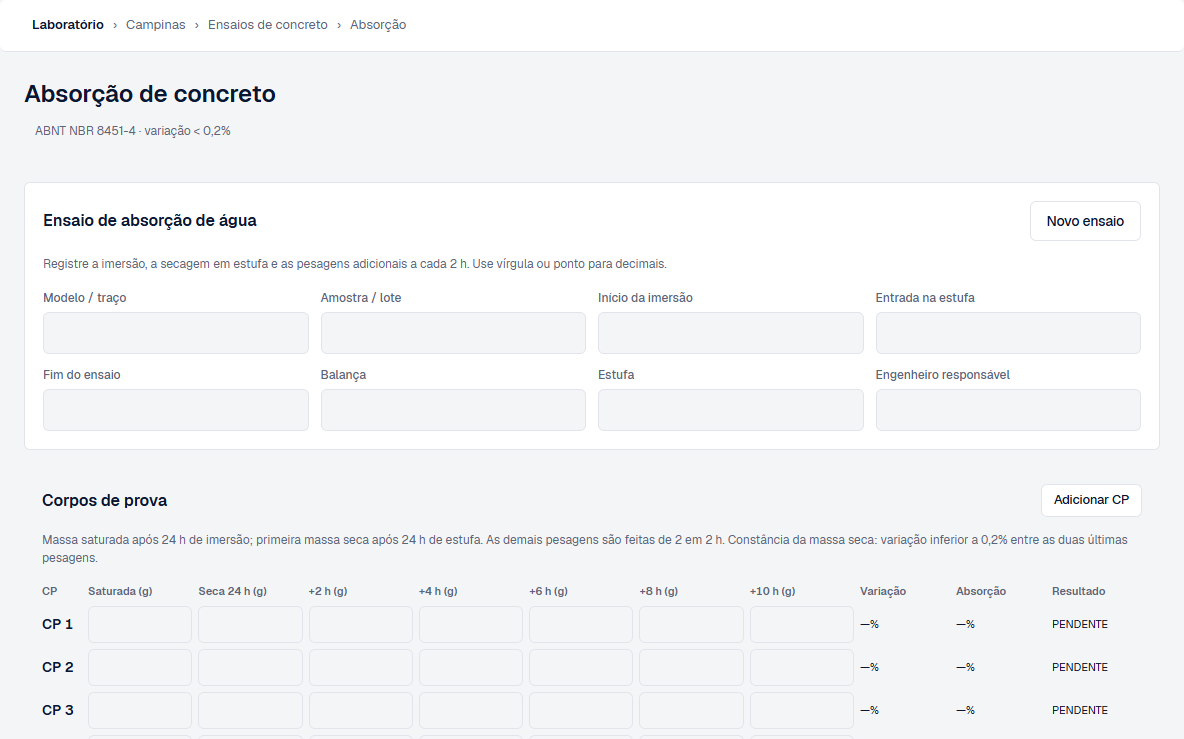 Laboratório › Campinas › Ensaios de concreto › Absorção
Absorção de concreto
ABNT NBR 8451-4 · variação < 0,2%
Ensaio de absorção de água
Novo ensaio
Registre a imersão, a secagem em estufa e as pesagens adicionais a cada 2 h. Use vírgula ou ponto para decimais.
Modelo / traço Amostra / lote Início da imersão Entrada na estufa
Fim do ensaio Balança Estufa Engenheiro responsável
Corpos de prova
Adicionar CP
Massa saturada após 24 h de imersão; primeira massa seca após 24 h de estufa. As demais pesagens são feitas de 2 em 2 h. Constância da massa seca: variação inferior a 0,2% entre as duas últimas
pesagens.
CP Saturada (g) Seca 24 h (g) +2 h (g) +4 h (g) +6 h (g) +8 h (g) +10 h (g) Variação Absorção Resultado
CP 1 —% —% PENDENTE
CP 2 —% —% PENDENTE
CP 3 —% —% PENDENTE